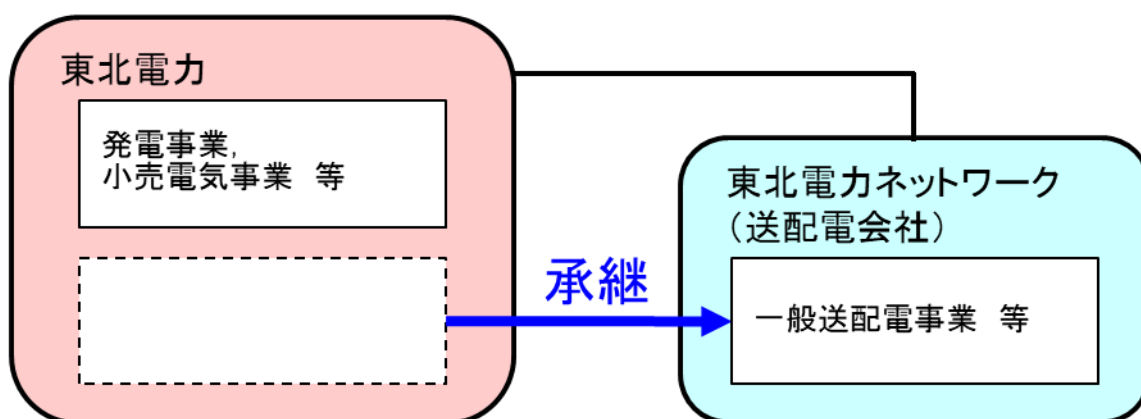 東北電力
発電事業,
小売電気事業　等
承継
東北電力ネットワーク
（送配電会社）
一般送配電事業　等